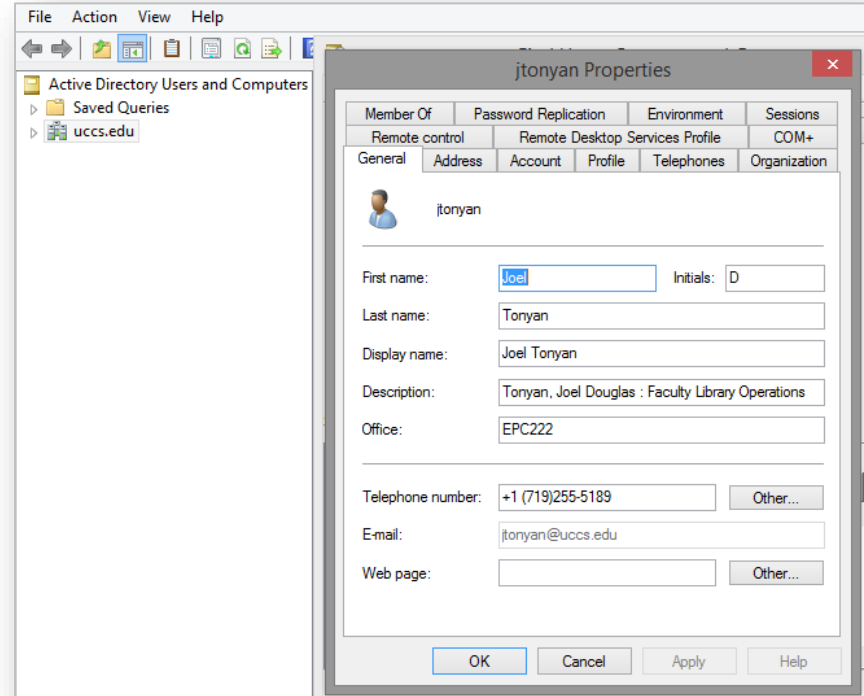 File Action View Help
Active Directory Users and Computers
Saved Queries
uccs.edu
jtonyan Properties
Member Of Password Replication Environment Sessions
Remote control Remote Desktop Services Profile COM+
General Address Account Profile Telephones Organization
jtonyan
First name: Joel Initials: D
Last name: Tonyan
Display name: Joel Tonyan
Description: Tonyan, Joel Douglas : Faculty Library Operations
Office: EPC222
Telephone number: +1 (719)255-5189 Other...
E-mail: jtonyan@uccs.edu
Web page: Other...
OK Cancel Apply Help